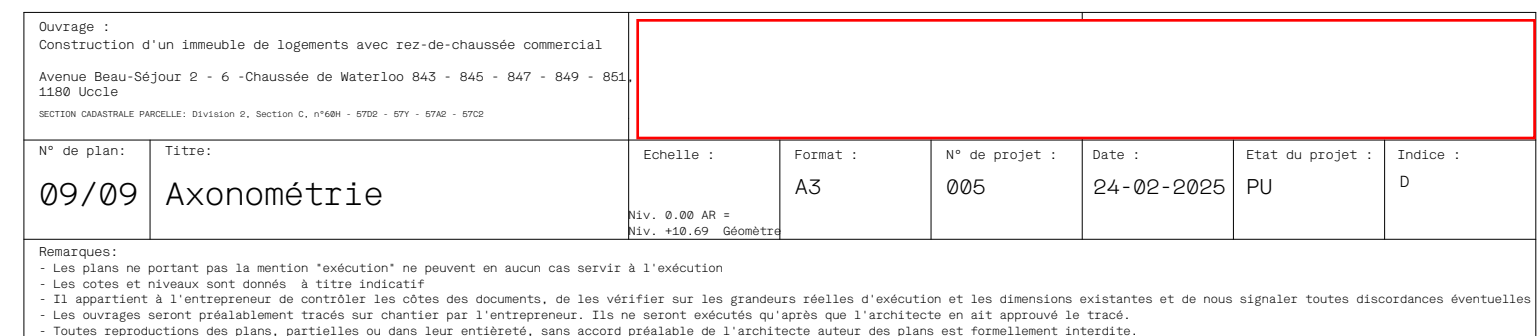 Ouvrage :
Construction d'un immeuble de logements avec rez-de-chaussée commercial
Avenue Beau-Séjour 2 - 6 -Chaussée de Waterloo 843 - 845 - 847 - 849 - 851,
1180 Uccle
SECTION CADASTRALE PARCELLE: Division 2, Section C, n°60H - 57D2 - 57Y - 57A2 - 57C2
N° de plan:
09/09
Titre:
Axonométrie
Echelle :
Niv. 0.00 AR =
Niv. +10.69 Géomètre
Format :
A3
N° de projet :
005
Date :
24-02-2025
Etat du projet :
PU
Indice :
D
Remarques:
- Les plans ne portant pas la mention "exécution" ne peuvent en aucun cas servir à l'exécution
- Les cotes et niveaux sont donnés à titre indicatif
- Il appartient à l'entrepreneur de contrôler les côtes des documents, de les vérifier sur les grandeurs réelles d'exécution et les dimensions existantes et de nous signaler toutes discordances éventuelles
- Les ouvrages seront préalablement tracés sur chantier par l'entrepreneur. Ils ne seront exécutés qu'après que l'architecte en ait approuvé le tracé.
- Toutes reproductions des plans, partielles ou dans leur entièreté, sans accord préalable de l'architecte auteur des plans est formellement interdite.